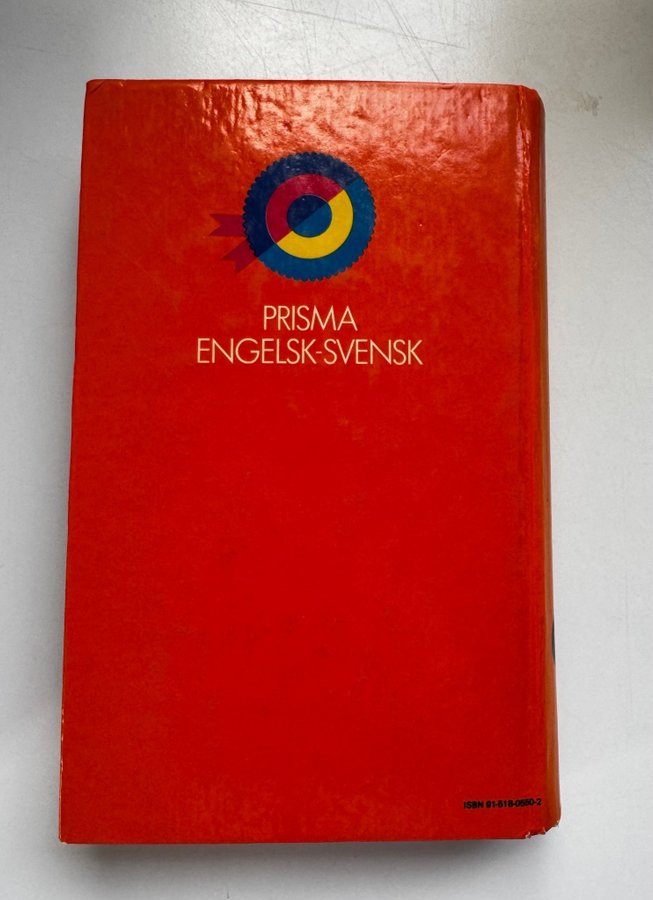 PRISMA
ENGELSK-SVENSK
ISBN 91-518-0550-2